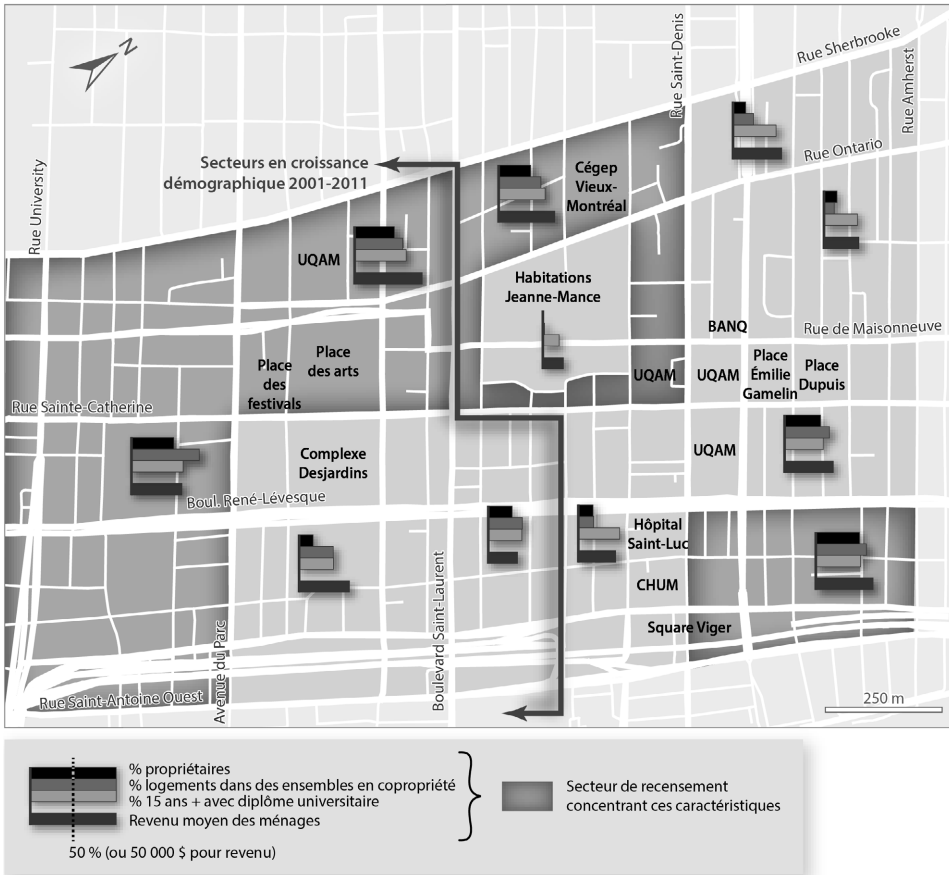 N
Rue Sherbrooke
Rue Saint-Denis
Rue Amherst
Rue Ontario
Rue University
Secteurs en croissance
démographique 2001-2011
Cégep
Vieux-
Montréal
UQAM
Habitations
Jeanne-Mance
BANQ
Rue de Maisonneuve
Place
des arts
Place
des
festivals
UQAM
UQAM
Place
Émilie
Gamelin
Place
Dupuis
Rue Sainte-Catherine
Complexe
Desjardins
UQAM
Boul. René-Lévesque
Hôpital
Saint-Luc
CHUM
Boulevard Saint-Laurent
Avenue du Parc
Square Viger
Rue Saint-Antoine Ouest
250 m
% propriétaires
% logements dans des ensembles en copropriété
% 15 ans + avec diplôme universitaire
Revenu moyen des ménages
50 % (ou 50 000 $ pour revenu)
Secteur de recensement
concentrant ces caractéristiques